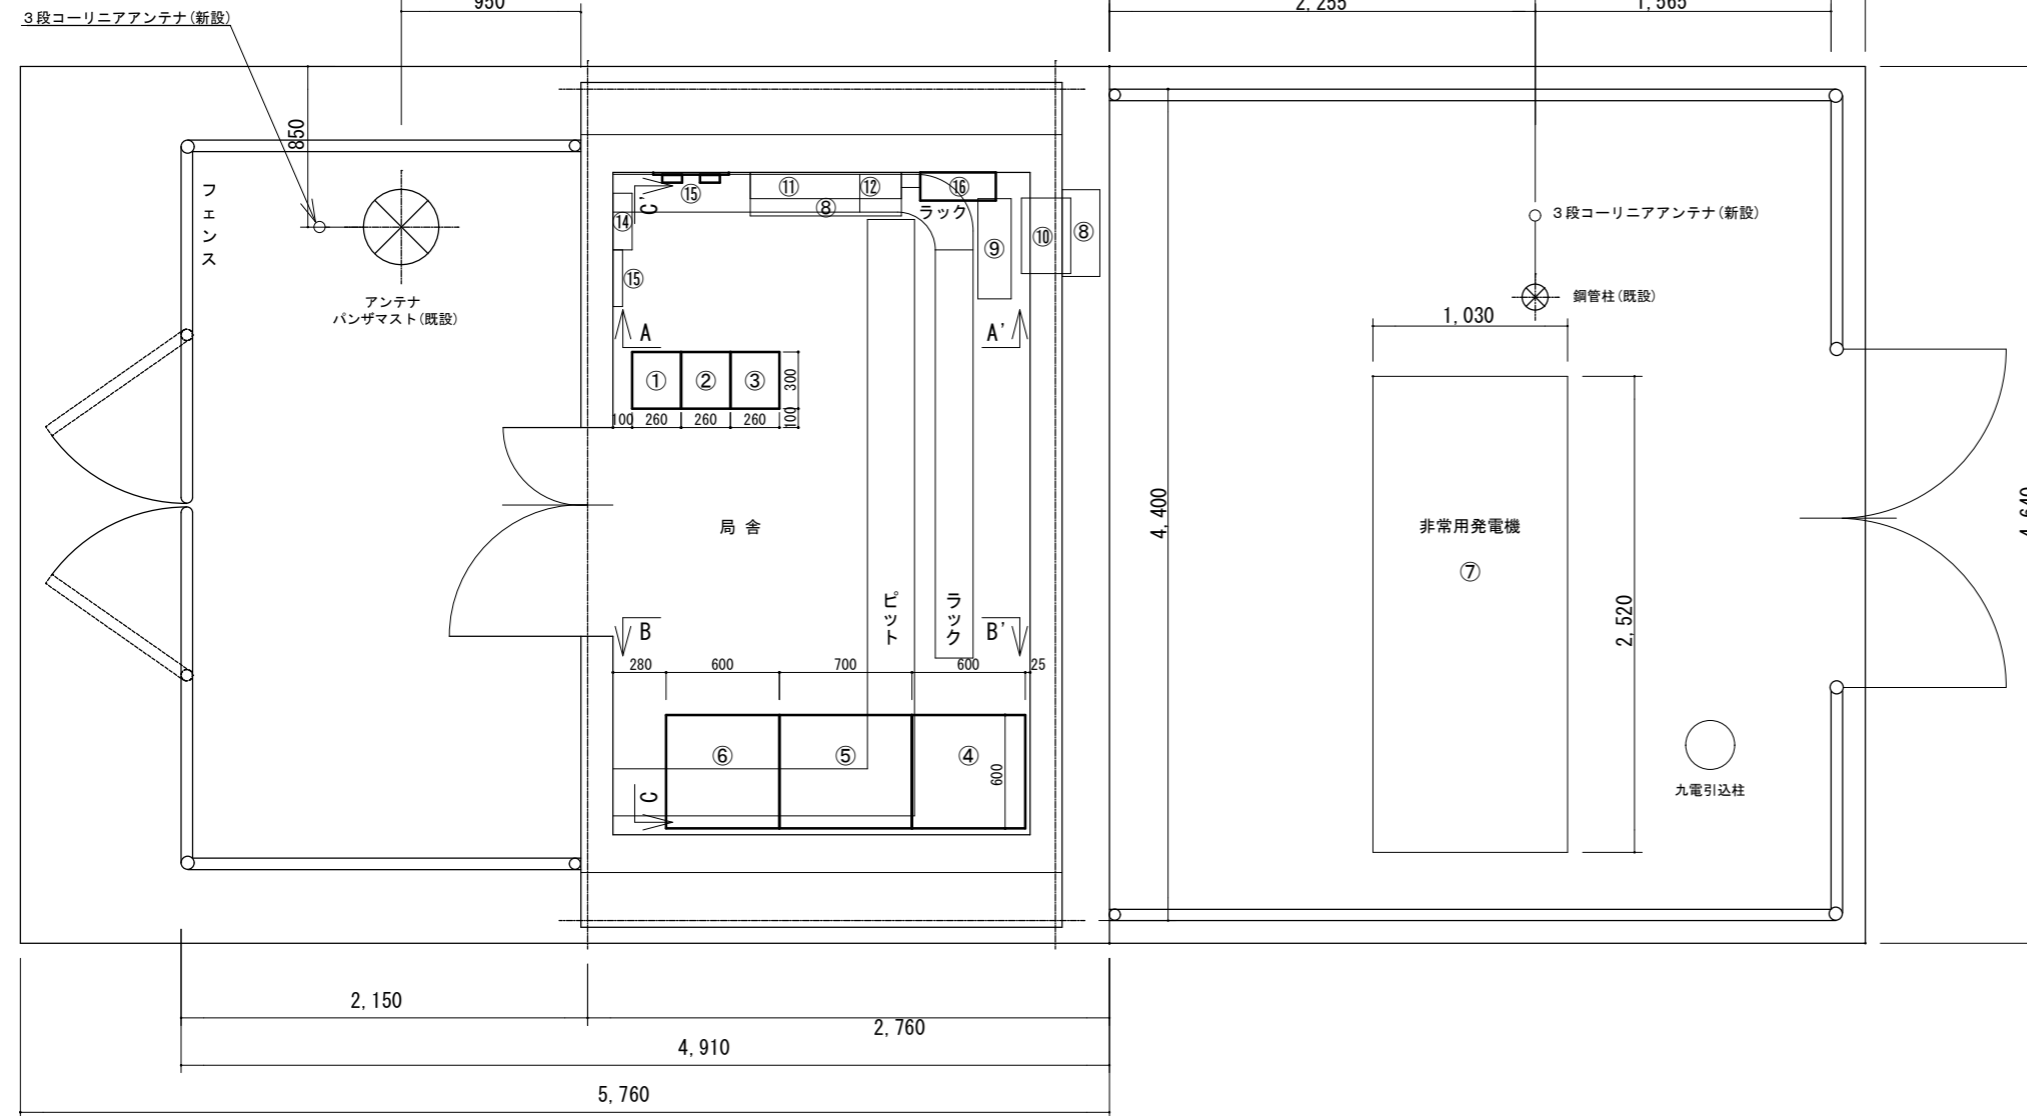 950
2,255
1,565
３段コーリニアアンテナ(新設)
850
フェンス
アンテナ
パンザマスト(既設)
C'
⑮
⑪
⑫
⑧
⑯
ラック
⑭
⑮
⑨
⑩
⑧
３段コーリニアアンテナ(新設)
鋼管柱(既設)
A
A'
1,030
①
②
③
300
100
260
260
260
100
局 舎
4,400
非常用発電機
⑦
2,520
4,640
ピット
ラック
B
B'
280
600
700
600
25
⑥
⑤
④
600
C
九電引込柱
2,150
2,760
4,910
5,760